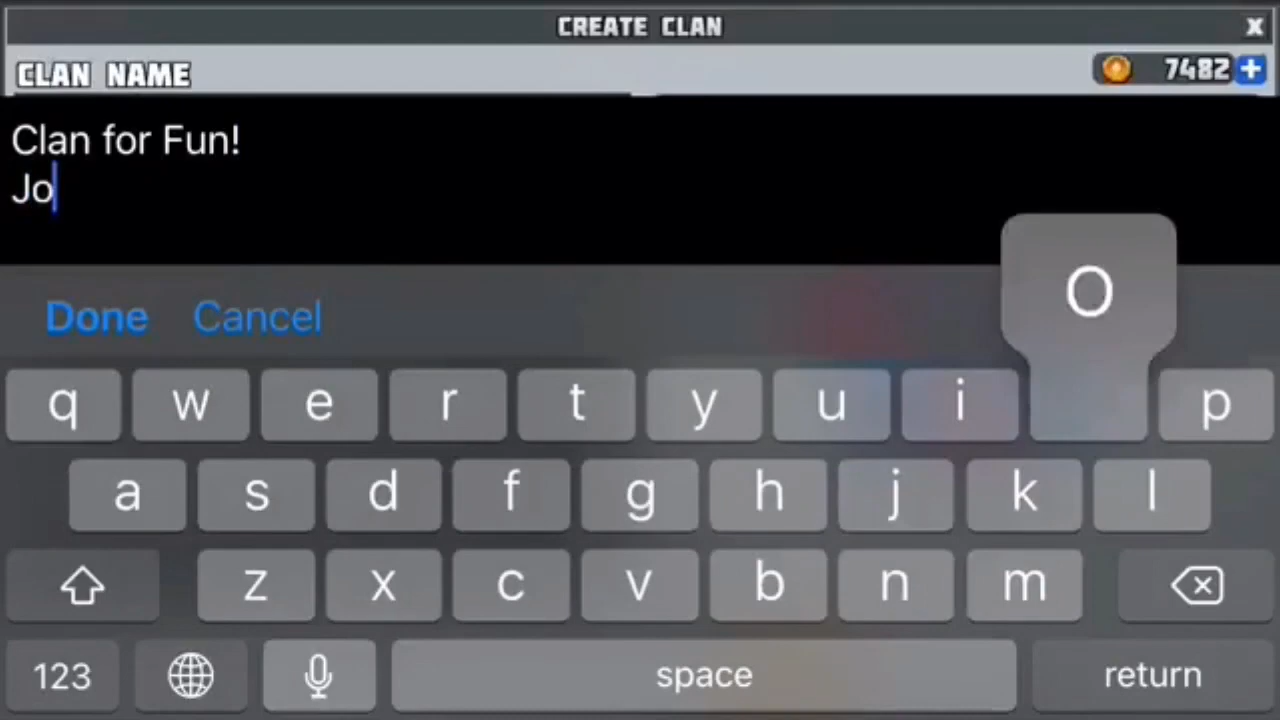 CREATE CLAN X
CLAN NAME 7482 +
Clan for Fun!
Jo
O
Done Cancel
q w e r t y u i p
a s d f g h j k l
z x c v b n m
123 space return